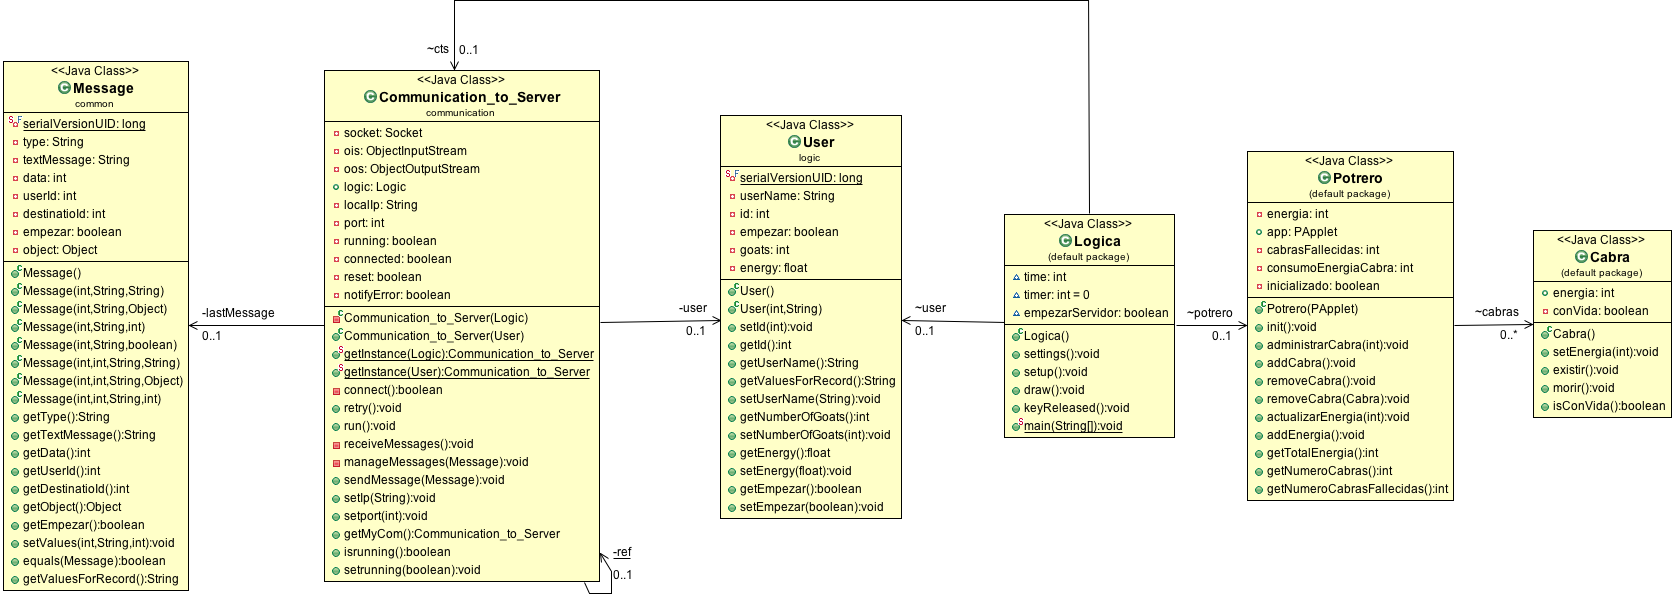 ~cts
0..1
<<Java Class>>
Message
common
serialVersionUID: long
type: String
textMessage: String
data: int
userId: int
destinatioId: int
empezar: boolean
object: Object
Message()
Message(int,String,String)
Message(int,String,Object)
Message(int,String,int)
Message(int,String,boolean)
Message(int,int,String,String)
Message(int,int,String,Object)
Message(int,int,String,int)
getType():String
getTextMessage():String
getData():int
getUserId():int
getDestinatioId():int
getObject():Object
getEmpezar():boolean
setValues(int,String,int):void
equals(Message):boolean
getValuesForRecord():String
-lastMessage
0..1
<<Java Class>>
Communication_to_Server
communication
socket: Socket
ois: ObjectInputStream
oos: ObjectOutputStream
logic: Logic
localIp: String
port: int
running: boolean
connected: boolean
reset: boolean
notifyError: boolean
Communication_to_Server(Logic)
Communication_to_Server(User)
getInstance(Logic):Communication_to_Server
getInstance(User):Communication_to_Server
connect():boolean
retry():void
run():void
receiveMessages():void
manageMessages(Message):void
sendMessage(Message):void
setIp(String):void
setport(int):void
getMyCom():Communication_to_Server
isrunning():boolean
setrunning(boolean):void
-ref
0..1
-user
0..1
<<Java Class>>
User
logic
serialVersionUID: long
userName: String
id: int
empezar: boolean
goats: int
energy: float
User()
User(int,String)
setId(int):void
getId():int
getUserName():String
getValuesForRecord():String
setUserName(String):void
getNumberOfGoats():int
setNumberOfGoats(int):void
getEnergy():float
setEnergy(float):void
getEmpezar():boolean
setEmpezar(boolean):void
~user
0..1
<<Java Class>>
Logica
(default package)
time: int
timer: int = 0
empezarServidor: boolean
Logica()
settings():void
setup():void
draw():void
keyReleased():void
main(String[]):void
~potrero
0..1
<<Java Class>>
Potrero
(default package)
energia: int
app: PApplet
cabrasFallecidas: int
consumoEnergiaCabra: int
inicializado: boolean
Potrero(PApplet)
init():void
administrarCabra(int):void
addCabra():void
removeCabra():void
removeCabra(Cabra):void
actualizarEnergia(int):void
addEnergia():void
getTotalEnergia():int
getNumeroCabras():int
getNumeroCabrasFallecidas():int
~cabras
0..*
<<Java Class>>
Cabra
(default package)
energia: int
conVida: boolean
Cabra()
setEnergia(int):void
existir():void
morir():void
isConVida():boolean